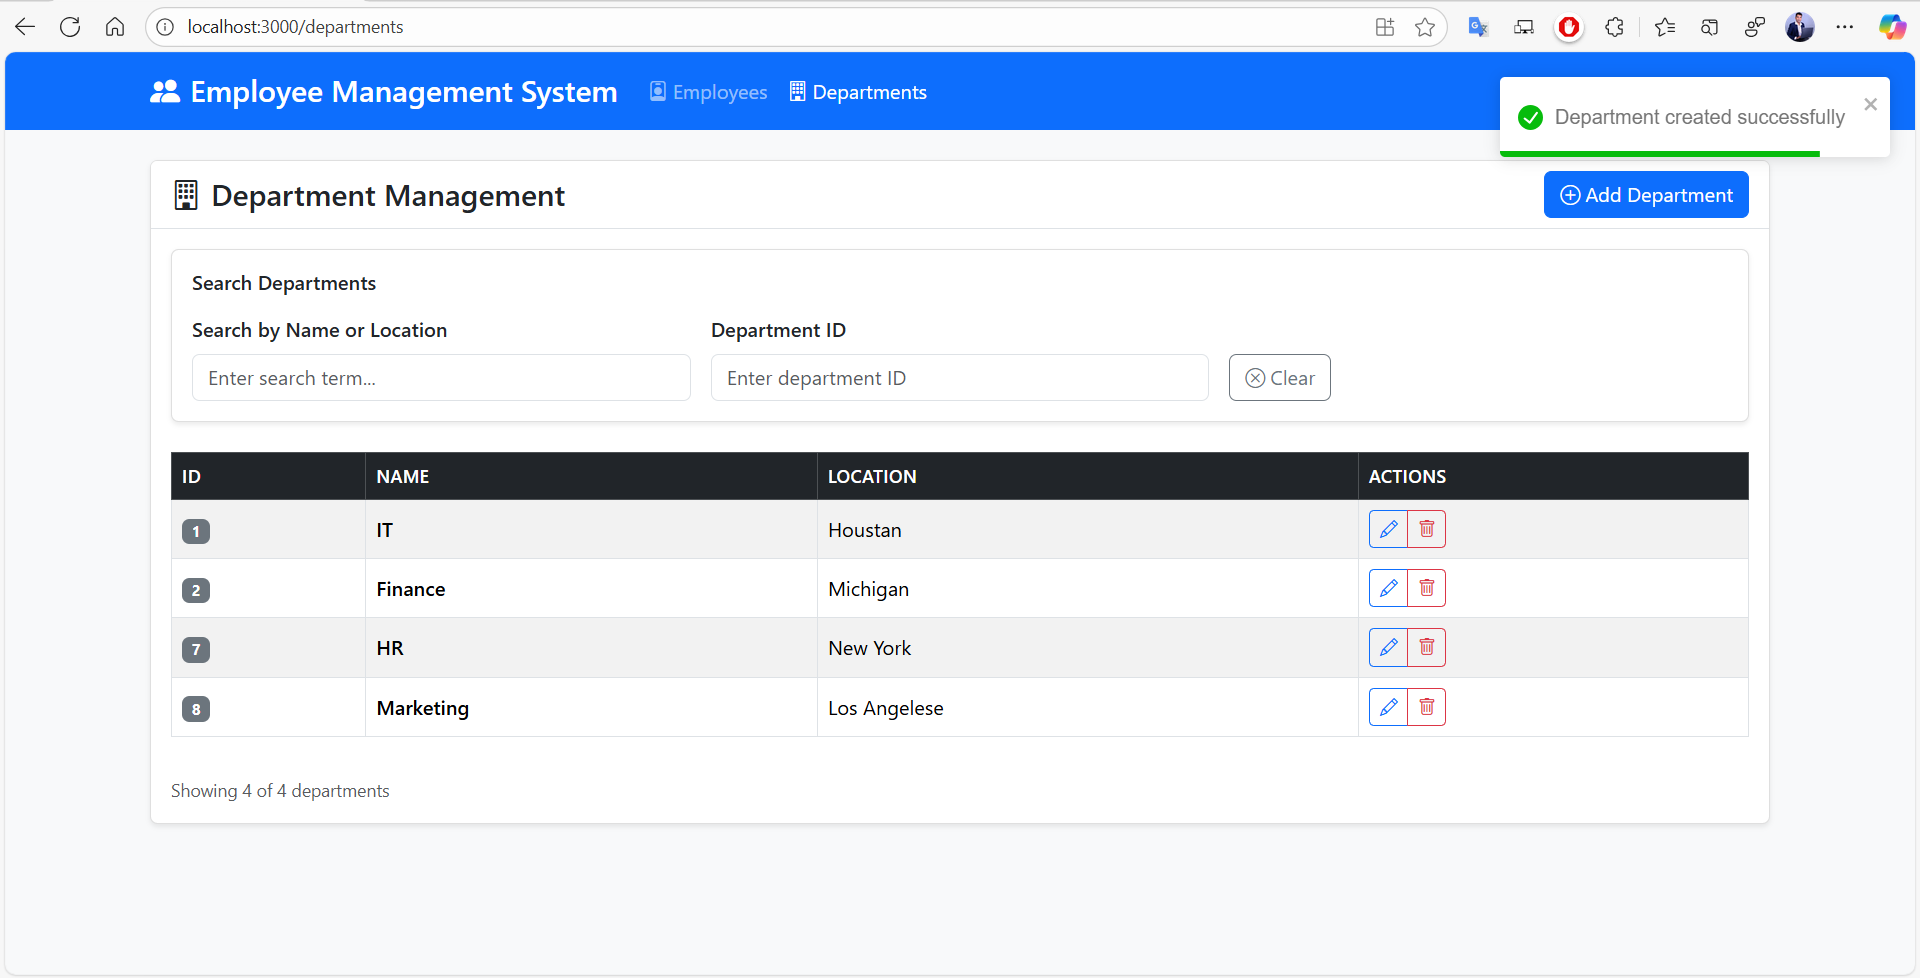 localhost:3000/departments
Employee Management System Employees Departments
Department created successfully
Department Management
Add Department
Search Departments
Search by Name or Location Department ID
Enter search term... Enter department ID Clear
ID NAME LOCATION ACTIONS
1 IT Houstan
2 Finance Michigan
7 HR New York
8 Marketing Los Angelese
Showing 4 of 4 departments